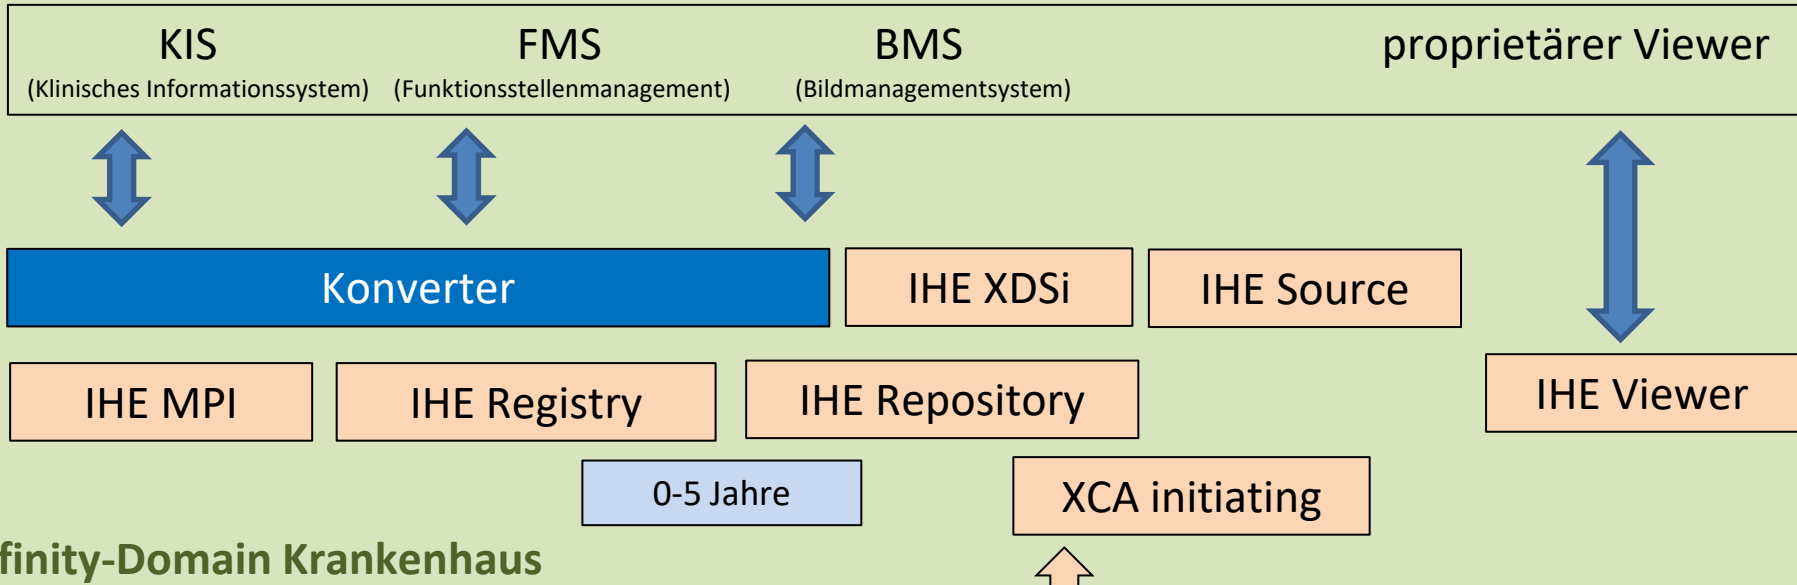 KIS FMS BMS proprietärer Viewer
(Klinisches Informationssystem) (Funktionsstellenmanagement) (Bildmanagementsystem)
Konverter IHE XDSi IHE Source
IHE MPI IHE Registry IHE Repository IHE Viewer
0-5 Jahre XCA initiating
finity-Domain Krankenhaus